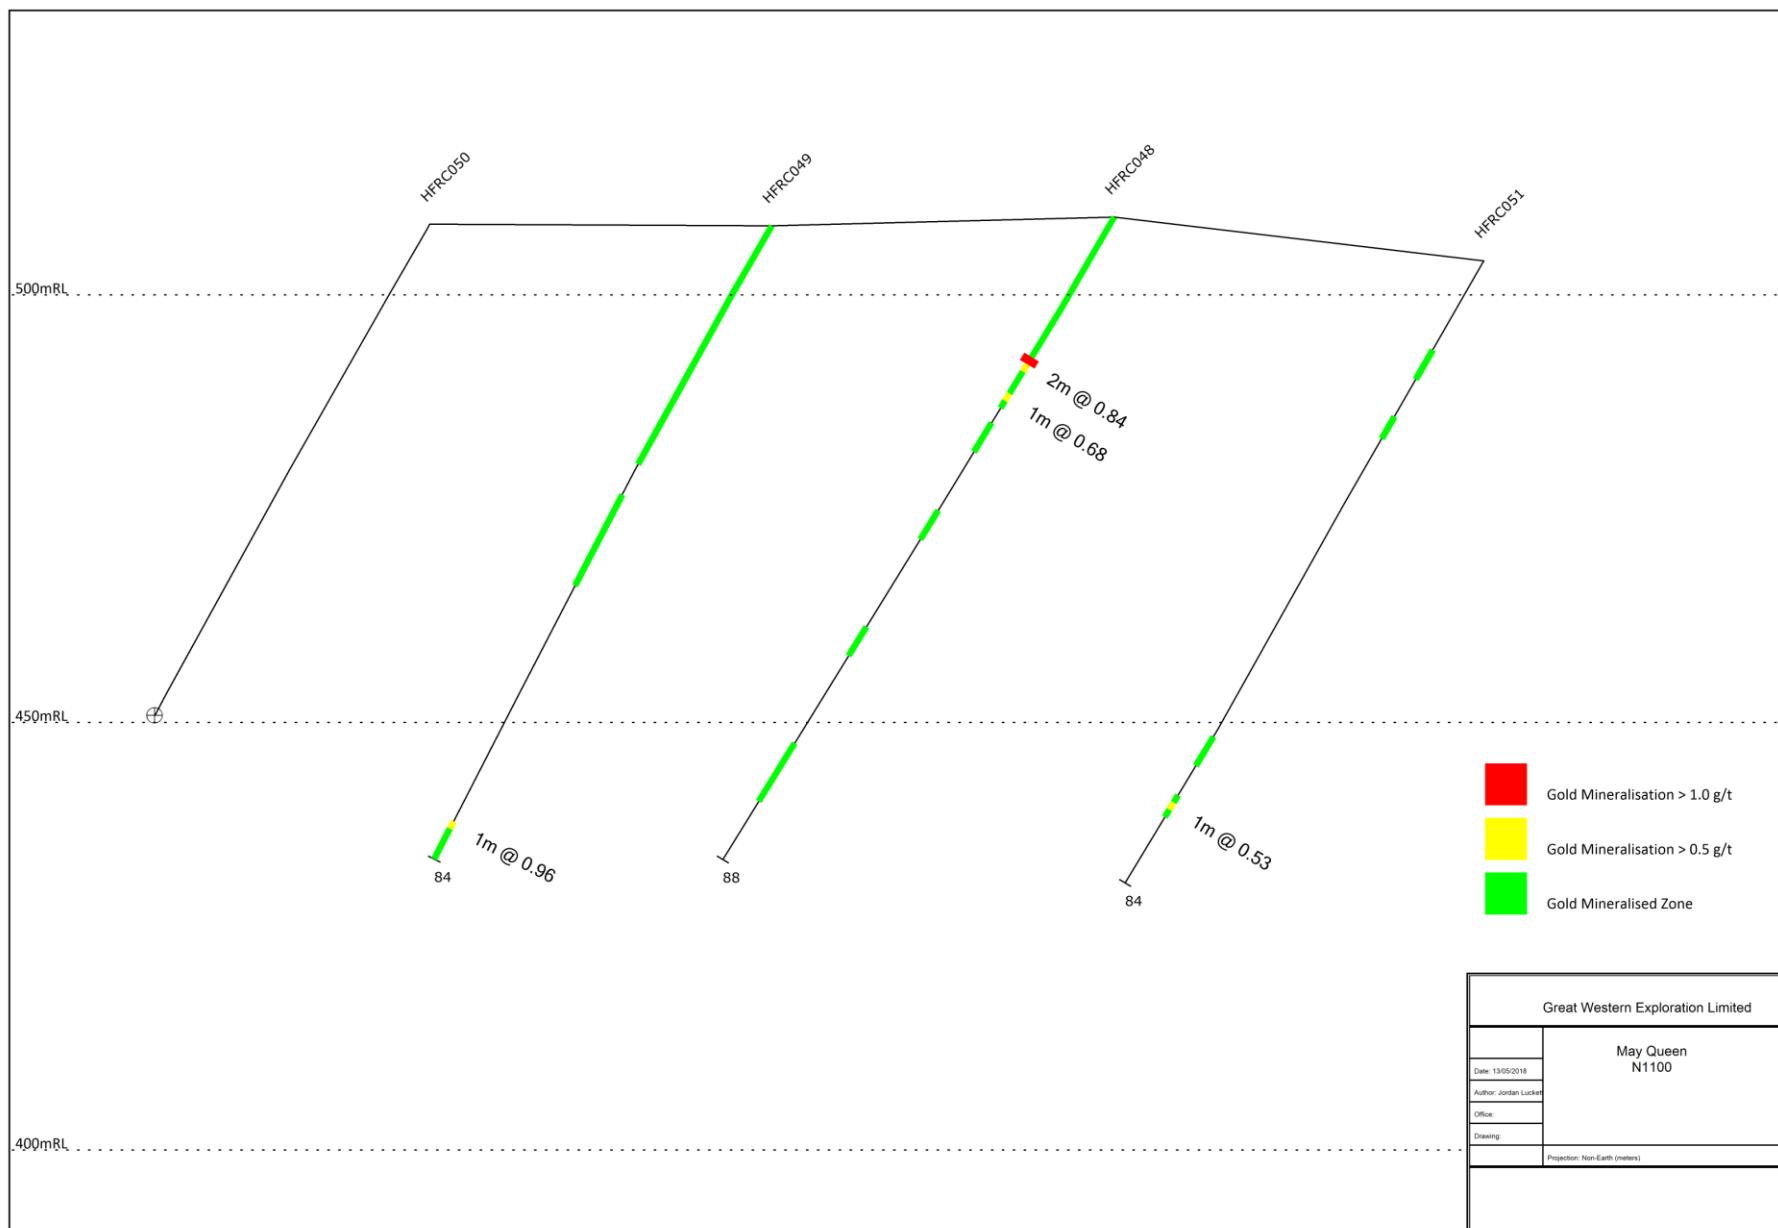 HFRC050
HFRC049
HFRC048
HFRC051
500mRL
2m @ 0.84
1m @ 0.68
450mRL
1m @ 0.96
84
88
1m @ 0.53
84
Gold Mineralisation > 1.0 g/t
Gold Mineralisation > 0.5 g/t
Gold Mineralised Zone
Great Western Exploration Limited
May Queen
N1100
Date: 13/05/2018
Author: Jordan Luckett
Office:
Drawing:
Projection: Non-Earth (meters)
400mRL